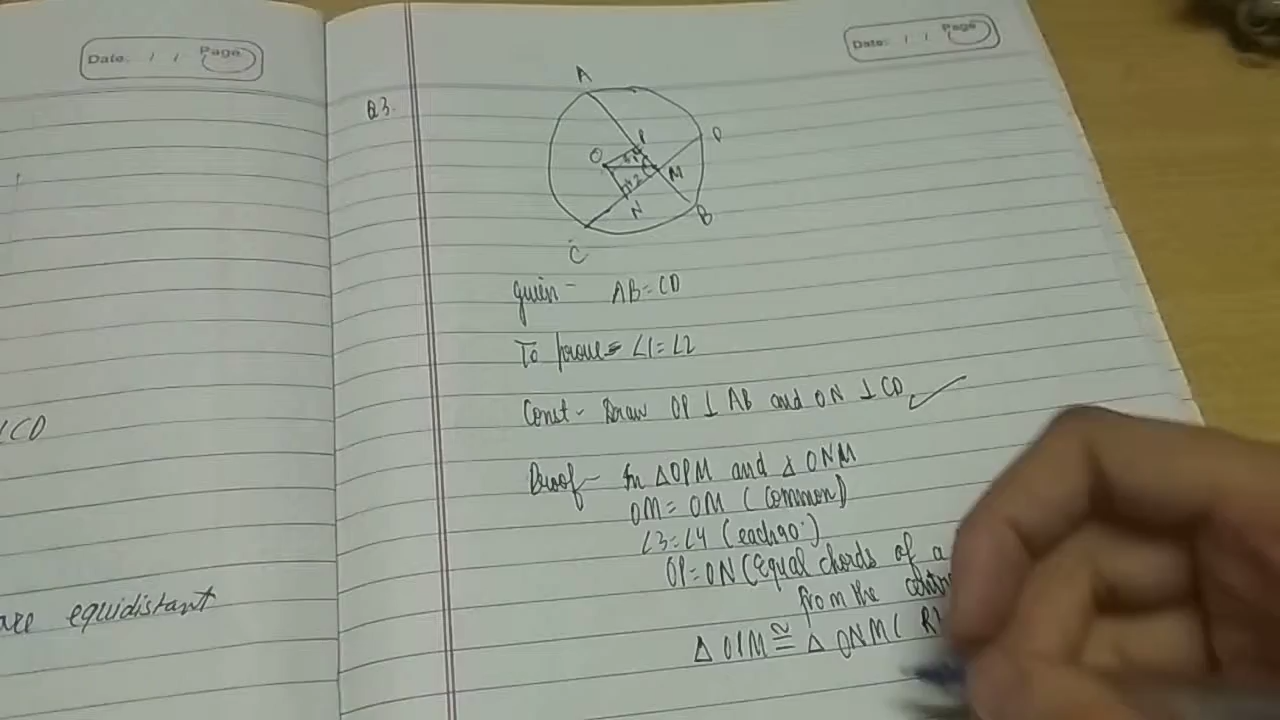 Date: / / Page
Date: / / Page
Q3.
A
P
D
O
M
N
B
C
given- AB=CD
To prove- ∠1=∠2
Const- Draw OP ⊥ AB and ON ⊥CD
Proof- In △OPM and △ ONM
OM= OM (Common)
∠3=∠4 (each90°)
OP=ON (Equal chords of a
from the
△ OPM ≅ △ ONM (
⊥CD
are equidistant